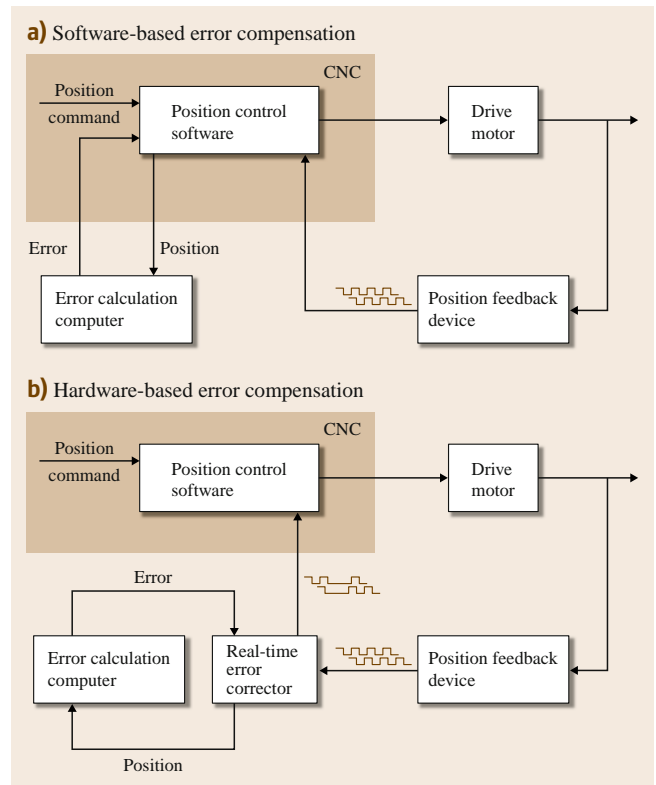 a) Software-based error compensation
CNC
Position
command
Position control
software
Drive
motor
Error
Position
Error calculation
computer
Position feedback
device
b) Hardware-based error compensation
CNC
Position
command
Position control
software
Drive
motor
Error
Error calculation
computer
Real-time
error
corrector
Position feedback
device
Position